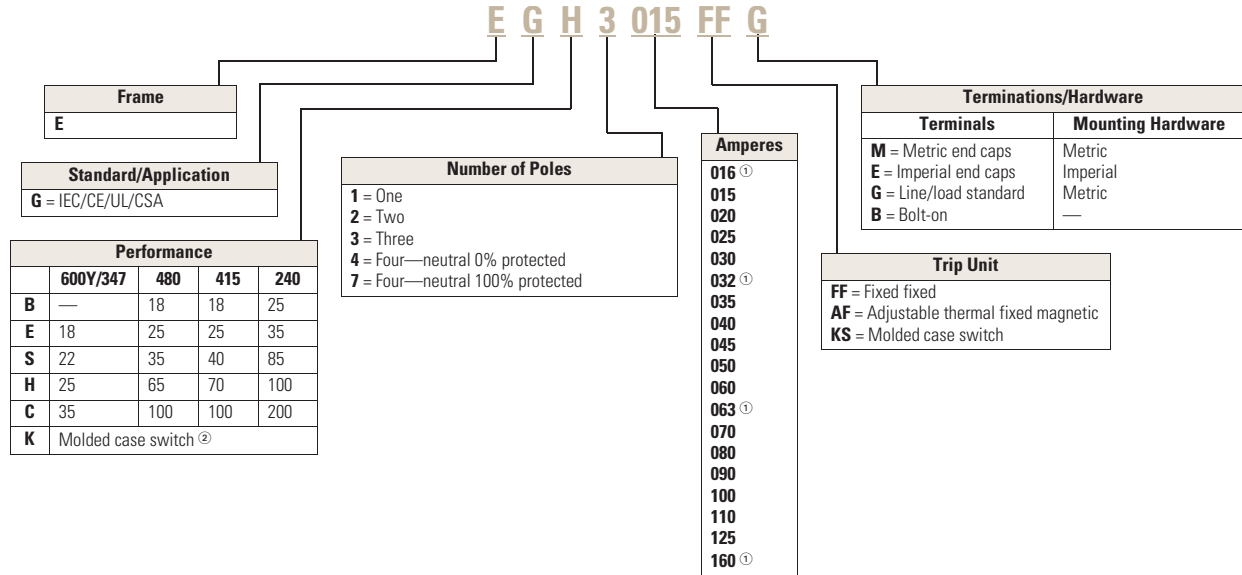 E G H 3 015 FF G
Frame
E
Standard/Application
G = IEC/CE/UL/CSA
Performance
600Y/347 480 415 240
B — 18 18 25
E 18 25 25 35
S 22 35 40 85
H 25 65 70 100
C 35 100 100 200
K Molded case switch ②
Number of Poles
1 = One
2 = Two
3 = Three
4 = Four—neutral 0% protected
7 = Four—neutral 100% protected
Amperes
016 ①
015
020
025
030
032 ①
035
040
045
050
060
063 ①
070
080
090
100
110
125
160 ①
Trip Unit
FF = Fixed fixed
AF = Adjustable thermal fixed magnetic
KS = Molded case switch
Terminations/Hardware
Terminals Mounting Hardware
M = Metric end caps Metric
E = Imperial end caps Imperial
G = Line/load standard Metric
B = Bolt-on —